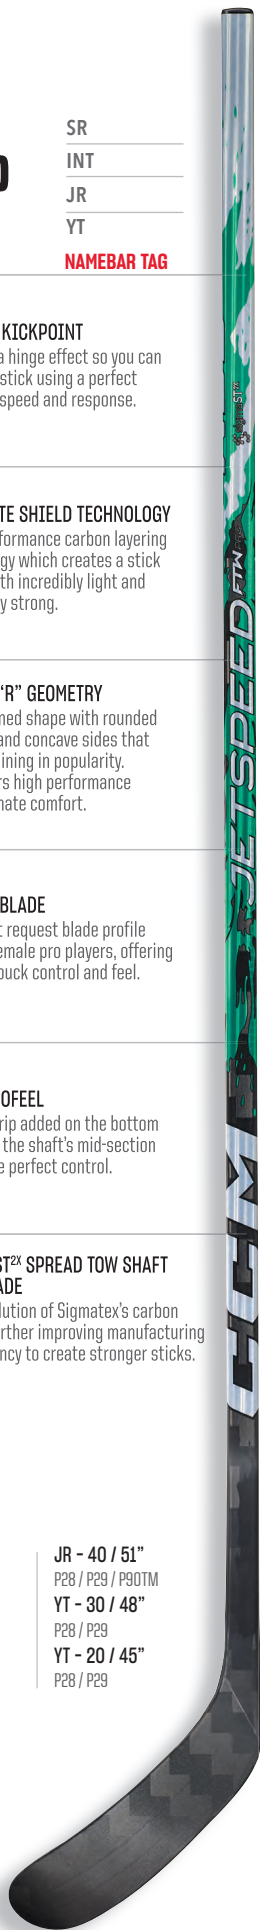 SR
INT
JR
YT
NAMEBAR TAG
KICKPOINT
a hinge effect so you can
stick using a perfect
speed and response.
TE SHIELD TECHNOLOGY
formance carbon layering
gy which creates a stick
th incredibly light and
y strong.
"R" GEOMETRY
ned shape with rounded
and concave sides that
ining in popularity.
rs high performance
mate comfort.
BLADE
t request blade profile
emale pro players, offering
puck control and feel.
OFEEL
rip added on the bottom
the shaft's mid-section
e perfect control.
ST2X SPREAD TOW SHAFT
ADE
lution of Sigmatex's carbon
rther improving manufacturing
ncy to create stronger sticks.
JR - 40 / 51"
P28 / P29 / P90TM
YT - 30 / 48"
P28 / P29
YT - 20 / 45"
P28 / P29
sigmaST2X
JETSPEED FTW
CCM